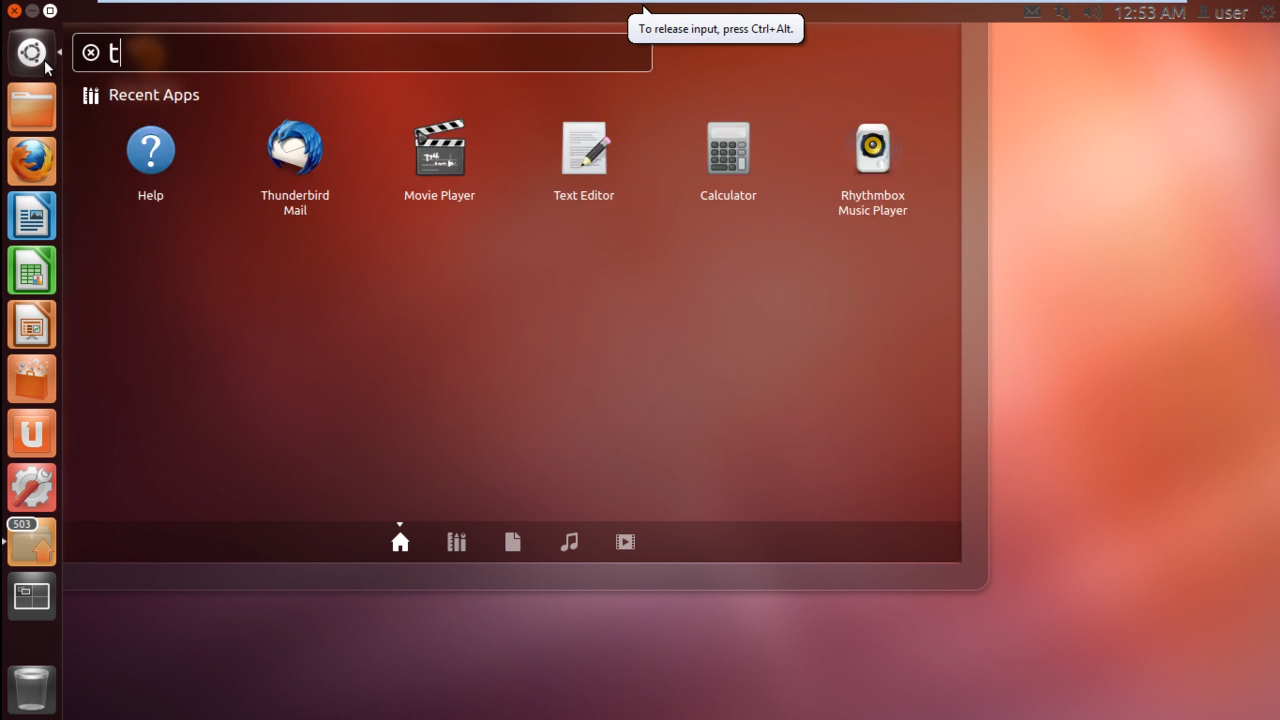 12:53 AM user
To release input, press Ctrl+Alt.
t
Recent Apps
Help
Thunderbird
Mail
Movie Player
Text Editor
Calculator
Rhythmbox
Music Player
U
503